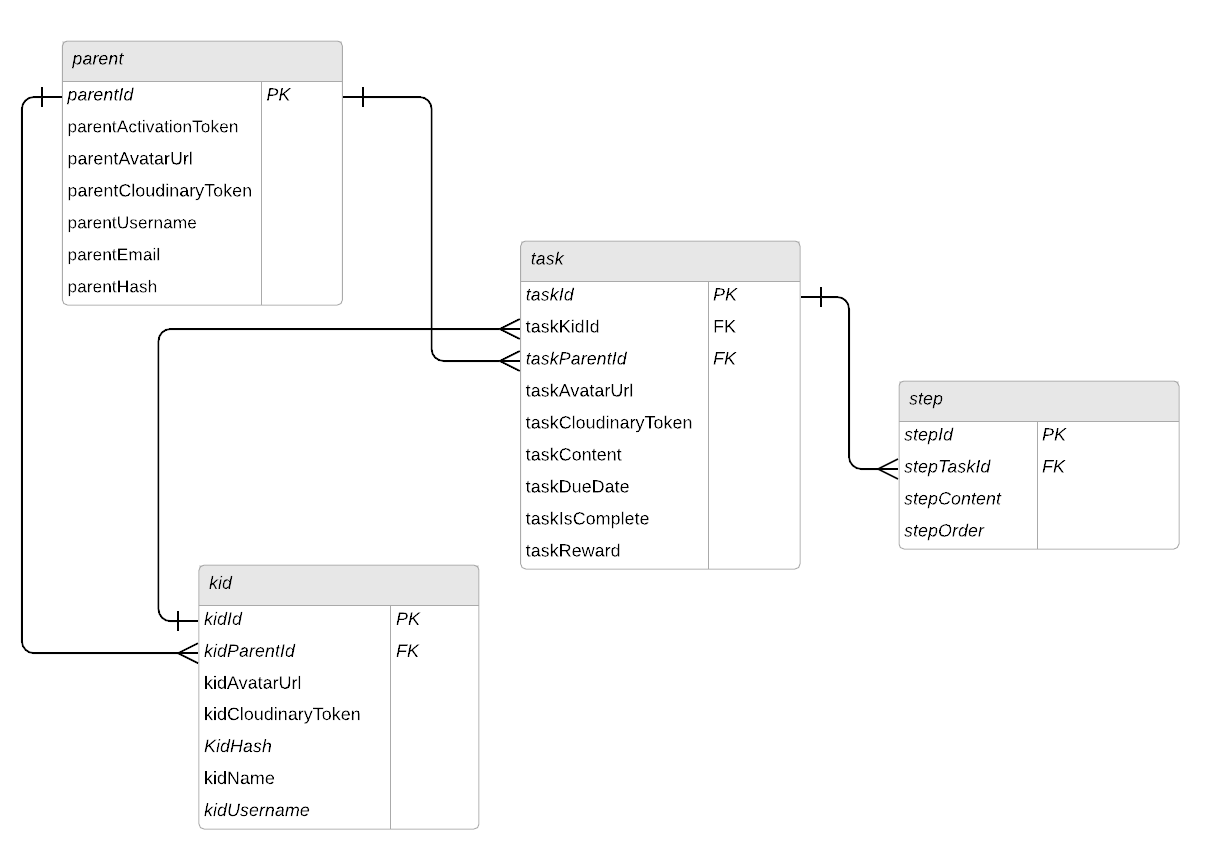 parent
parentId PK
parentActivationToken
parentAvatarUrl
parentCloudinaryToken
parentUsername
parentEmail
parentHash
task
taskId PK
taskKidId FK
taskParentId FK
taskAvatarUrl
taskCloudinaryToken
taskContent
taskDueDate
taskIsComplete
taskReward
step
stepId PK
stepTaskId FK
stepContent
stepOrder
kid
kidId PK
kidParentId FK
kidAvatarUrl
kidCloudinaryToken
KidHash
kidName
kidUsername